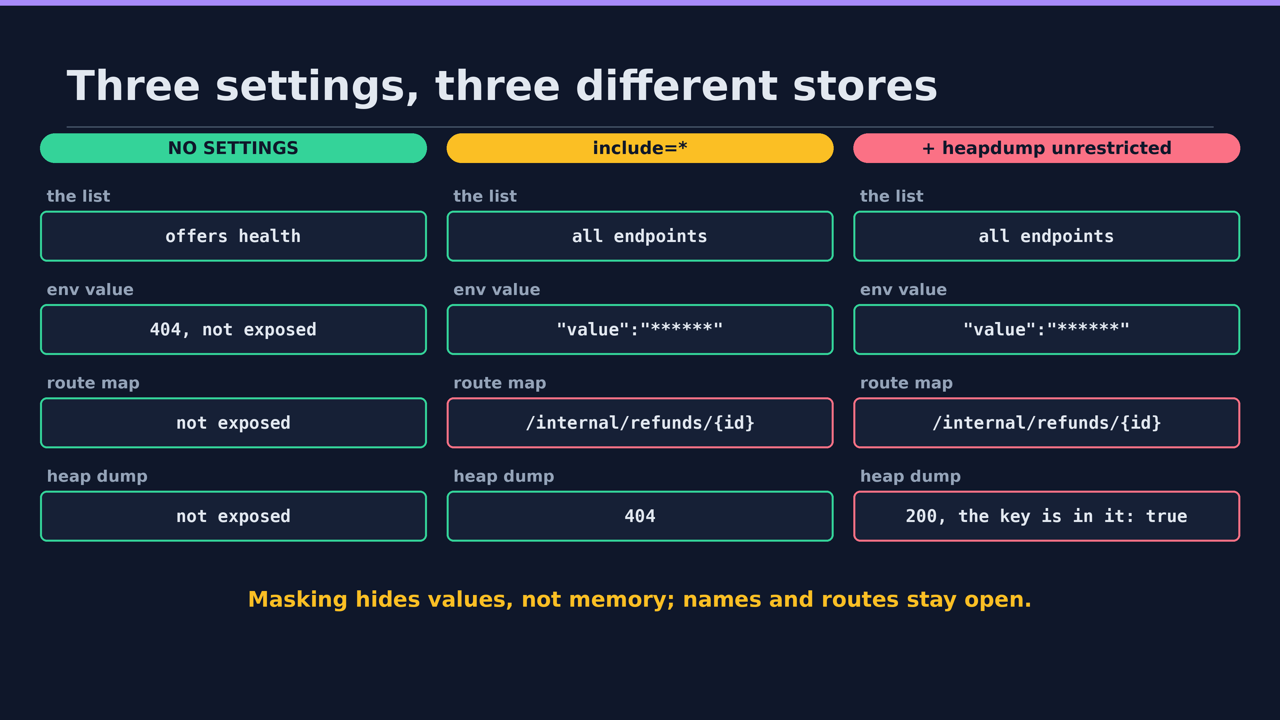 Three settings, three different stores
NO SETTINGS
the list
offers health
env value
404, not exposed
route map
not exposed
heap dump
not exposed
include=*
the list
all endpoints
env value
"value":"******"
route map
/internal/refunds/{id}
heap dump
404
+ heapdump unrestricted
the list
all endpoints
env value
"value":"******"
route map
/internal/refunds/{id}
heap dump
200, the key is in it: true
Masking hides values, not memory; names and routes stay open.